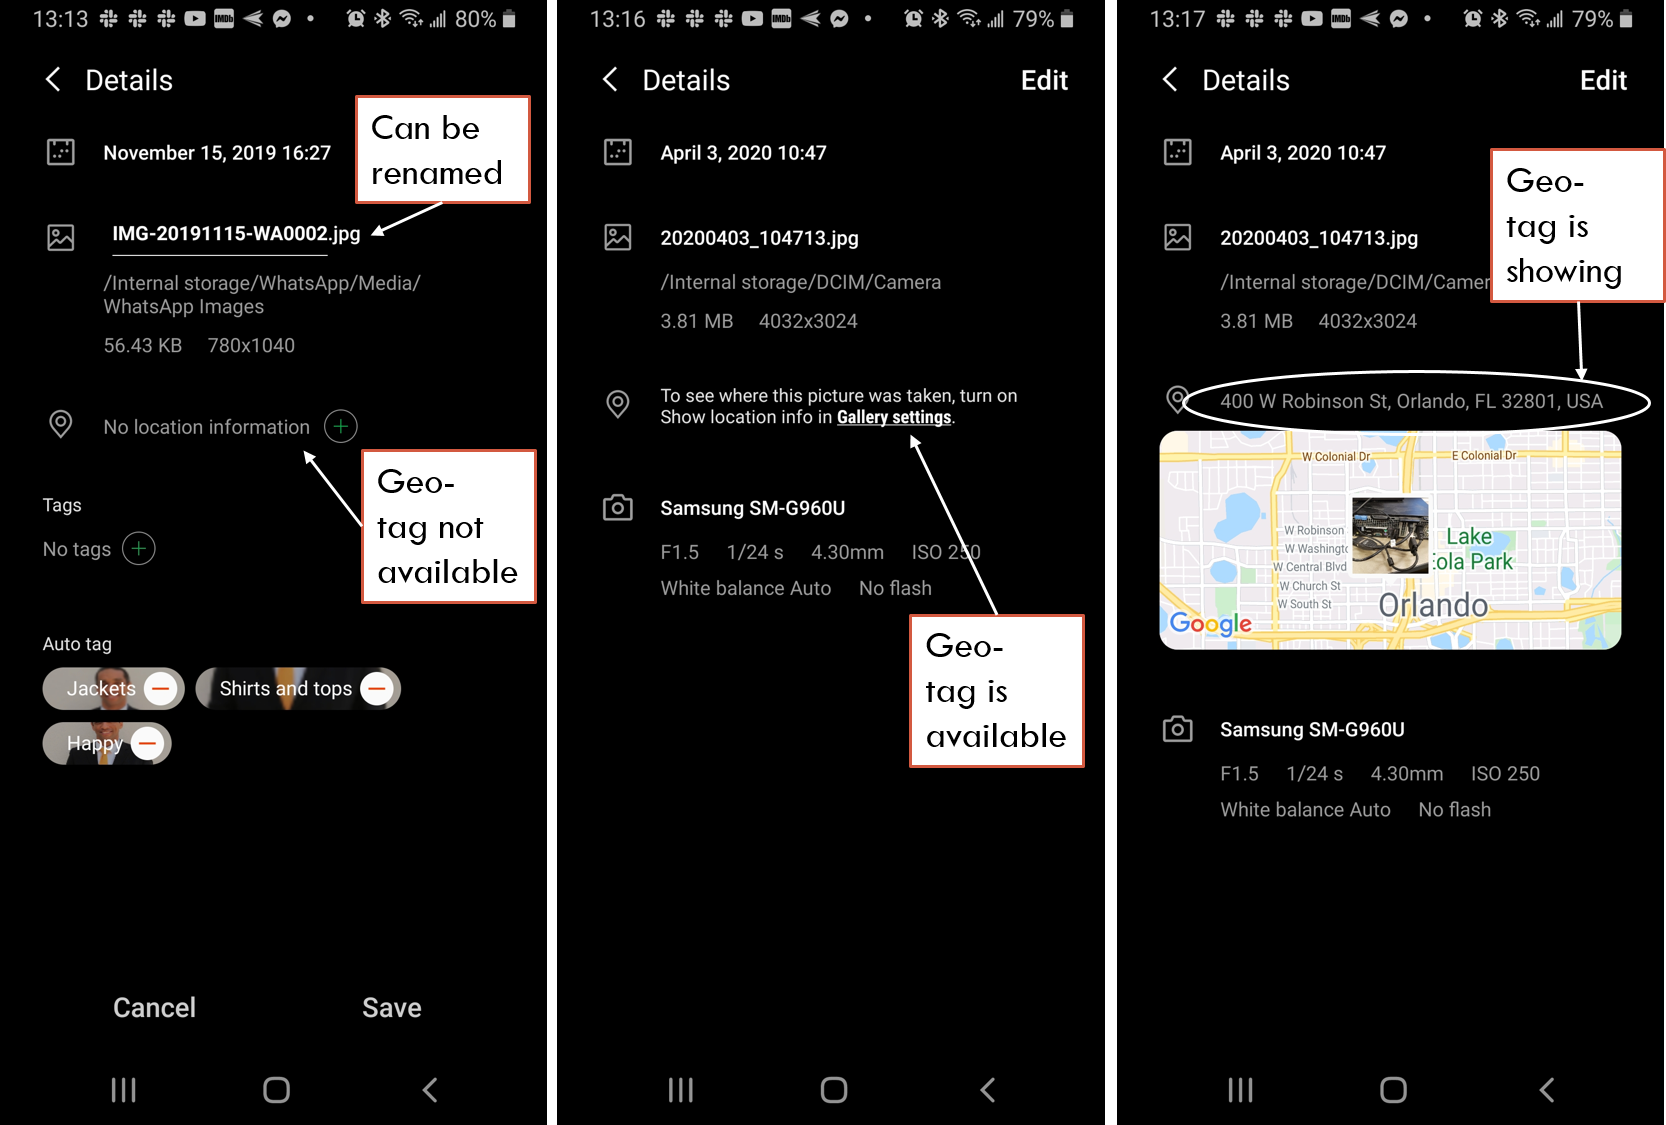 13:13
80%
Details
November 15, 2019 16:27
Can be
renamed
IMG-20191115-WA0002.jpg
/Internal storage/WhatsApp/Media/
WhatsApp Images
56.43 KB 780x1040
No location information
Geo-
tag not
available
Tags
No tags
Auto tag
Jackets
Shirts and tops
Happy
Cancel Save
13:16
IMDb
79%
Details Edit
April 3, 2020 10:47
20200403_104713.jpg
/Internal storage/DCIM/Camera
3.81 MB 4032x3024
To see where this picture was taken, turn on
Show location info in Gallery settings.
Samsung SM-G960U
F1.5 1/24 s 4.30mm ISO 250
White balance Auto No flash
Geo-
tag is
available
13:17
IMDb
79%
Details Edit
April 3, 2020 10:47
Geo-
tag is
showing
20200403_104713.jpg
/Internal storage/DCIM/Camer
3.81 MB 4032x3024
400 W Robinson St, Orlando, FL 32801, USA
W Colonial Dr E Colonial Dr
W Robinson
W Washingt
W Central Blvd
W Church St
W South St
Lake
Eola Park
Orlando
Google
Samsung SM-G960U
F1.5 1/24 s 4.30mm ISO 250
White balance Auto No flash